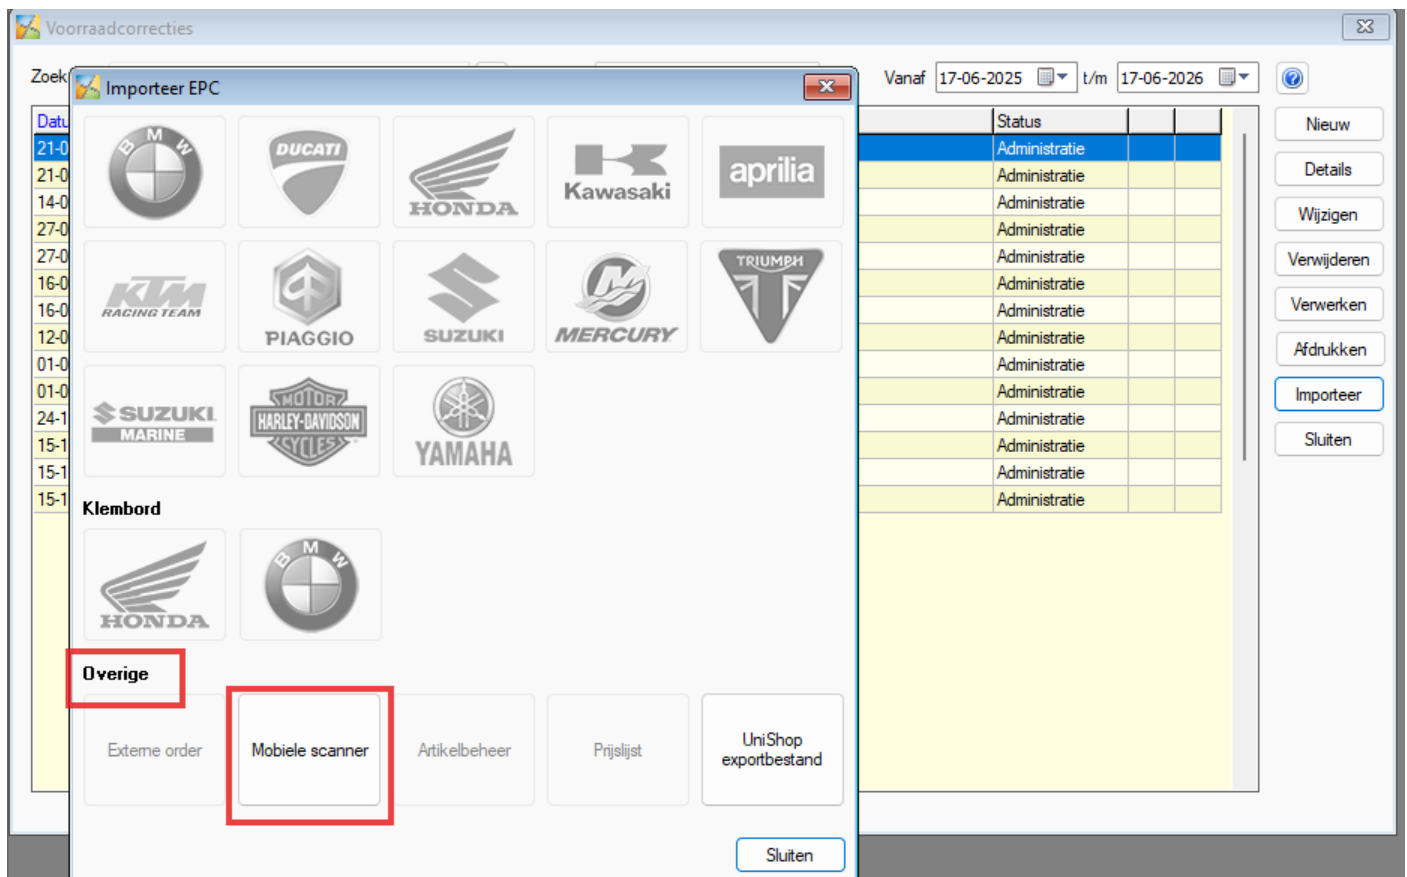 Voorraadcorrecties
Zoek
Importeer EPC
Vanaf 17-06-2025 t/m 17-06-2026
Datu
Status
Nieuw
21-0 Administratie
21-0 Administratie
Details
14-0 Administratie
Wijzigen
27-0 Administratie
27-0 Administratie
Verwijderen
16-0 Administratie
16-0 Administratie
Verwerken
12-0 Administratie
Afdrukken
01-0 Administratie
01-0 Administratie
Importeer
24-1 Administratie
15-1 Administratie
Sluiten
15-1 Administratie
15-1 Administratie
BMW
DUCATI
HONDA
Kawasaki
aprilia
KTM
RACING TEAM
PIAGGIO
SUZUKI
MERCURY
TRIUMPH
SUZUKI
MARINE
MOTOR
HARLEY-DAVIDSON
CYCLES
YAMAHA
Klembord
HONDA
BMW
Overige
Externe order
Mobiele scanner
Artikelbeheer
Prijslijst
UniShop
exportbestand
Sluiten